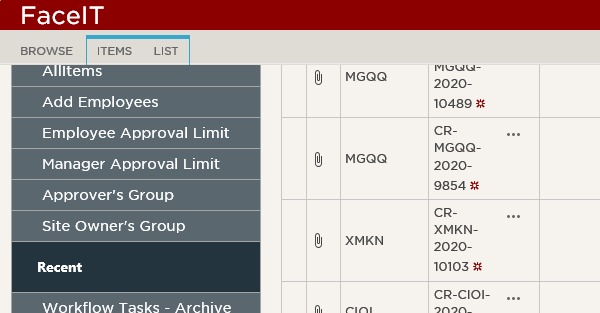 FaceIT
BROWSE ITEMS LIST
AllItems
Add Employees
Employee Approval Limit
Manager Approval Limit
Approver's Group
Site Owner's Group
Recent
Workflow Tasks - Archive
MGQQ
MGQQ-
2020-
10489
MGQQ
CR-
MGQQ-
2020-
9854
XMKN
CR-
XMKN-
2020-
10103
CIOI
CR-CIOI-
2020-